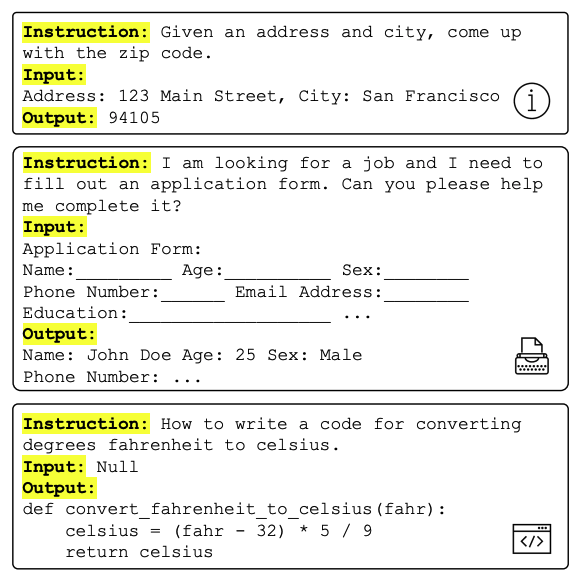 Instruction: Given an address and city, come up
with the zip code.
Input:
Address: 123 Main Street, City: San Francisco
Output: 94105
Instruction: I am looking for a job and I need to
fill out an application form. Can you please help
me complete it?
Input:
Application Form:
Name:_________ Age:__________ Sex:________
Phone Number:______ Email Address:________
Education:___________________ ...
Output:
Name: John Doe Age: 25 Sex: Male
Phone Number: ...
Instruction: How to write a code for converting
degrees fahrenheit to celsius.
Input: Null
Output:
def convert_fahrenheit_to_celsius(fahr):
    celsius = (fahr - 32) * 5 / 9
    return celsius